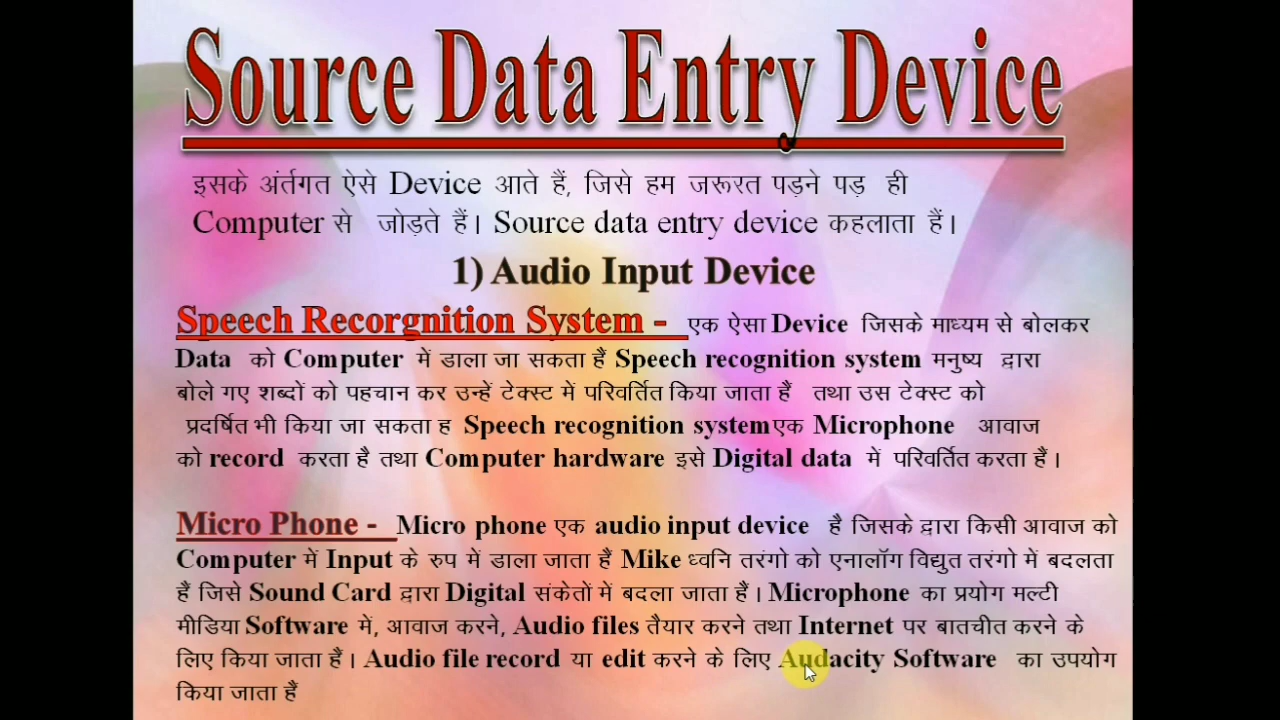 Source Data Entry Device
इसके अंर्तगत ऐसे Device आते हैं, जिसे हम जरूरत पड़ने पड़ ही
Computer से जोड़ते हैं। Source data entry device कहलाता हैं।
1) Audio Input Device
Speech Recorgnition System - एक ऐसा Device जिसके माध्यम से बोलकर
Data को Computer में डाला जा सकता हैं Speech recognition system मनुष्य द्वारा
बोले गए शब्दों को पहचान कर उन्हें टेक्स्ट में परिवर्तित किया जाता हैं तथा उस टेक्स्ट को
प्रदर्षित भी किया जा सकता ह Speech recognition system एक Microphone आवाज
को record करता है तथा Computer hardware इसे Digital data में परिवर्तित करता हैं।
Micro Phone - Micro phone एक audio input device है जिसके द्वारा किसी आवाज को
Computer में Input के रुप में डाला जाता हैं Mike ध्वनि तरंगो को एनालॉग विद्युत तरंगो में बदलता
हैं जिसे Sound Card द्वारा Digital संकेतों में बदला जाता हैं। Microphone का प्रयोग मल्टी
मीडिया Software में, आवाज करने, Audio files तैयार करने तथा Internet पर बातचीत करने के
लिए किया जाता हैं। Audio file record या edit करने के लिए Audacity Software का उपयोग
किया जाता हैं